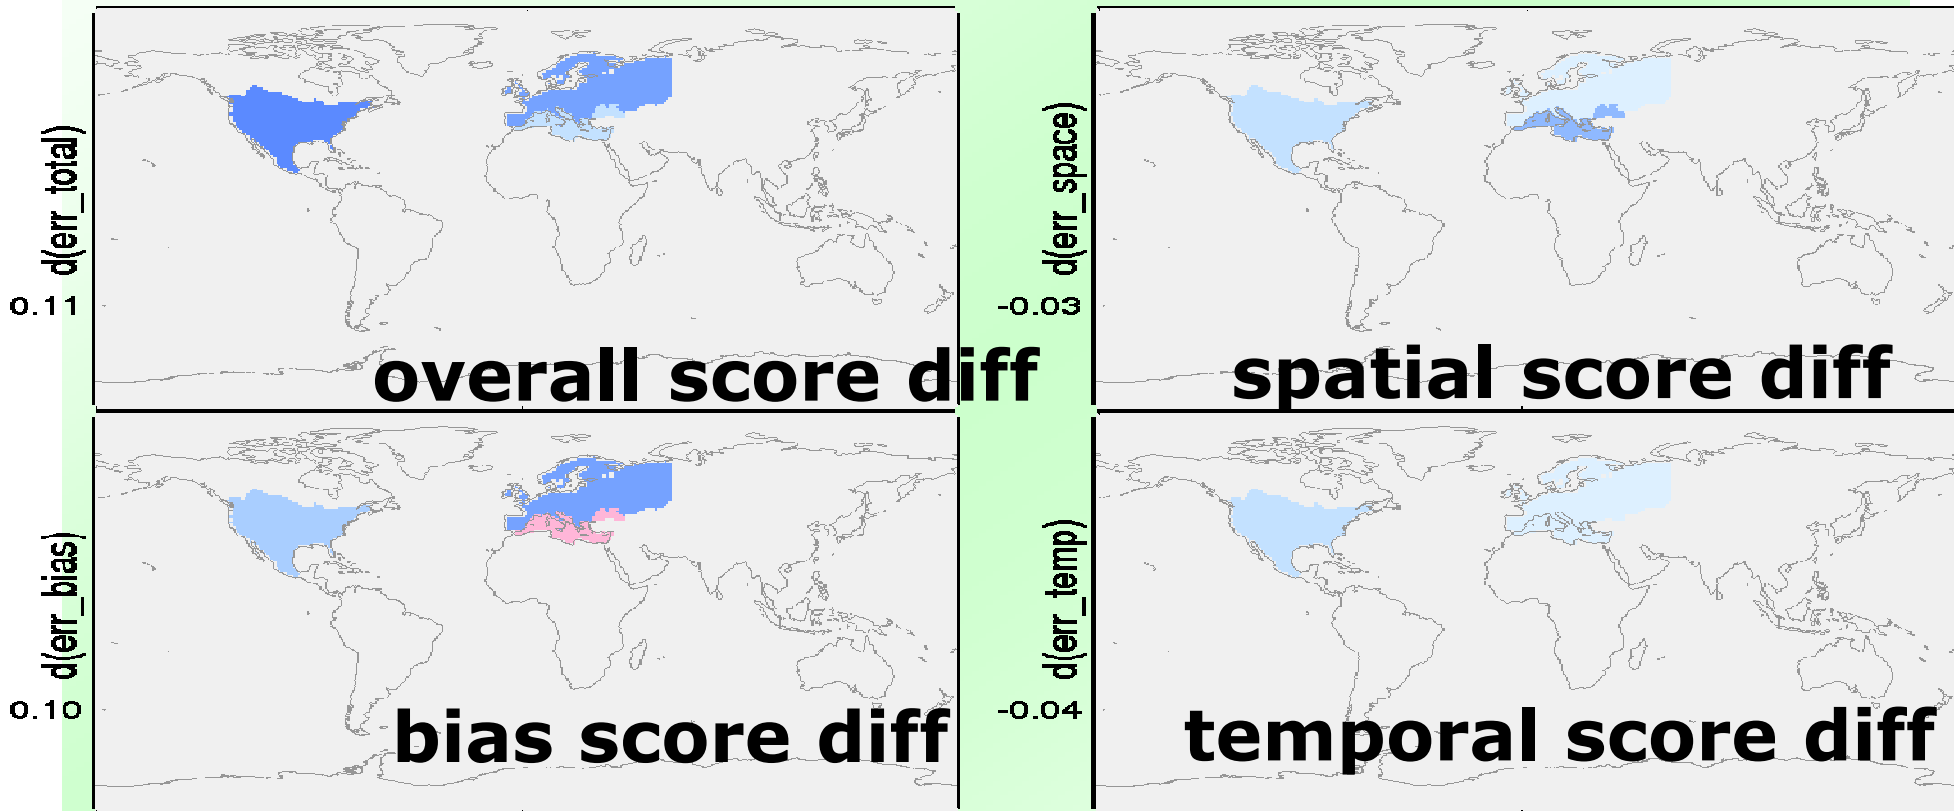 d(err_total)
0.11
overall score diff
d(err_space)
-0.03
spatial score diff
d(err_bias)
0.10
bias score diff
d(err_temp)
-0.04
temporal score diff